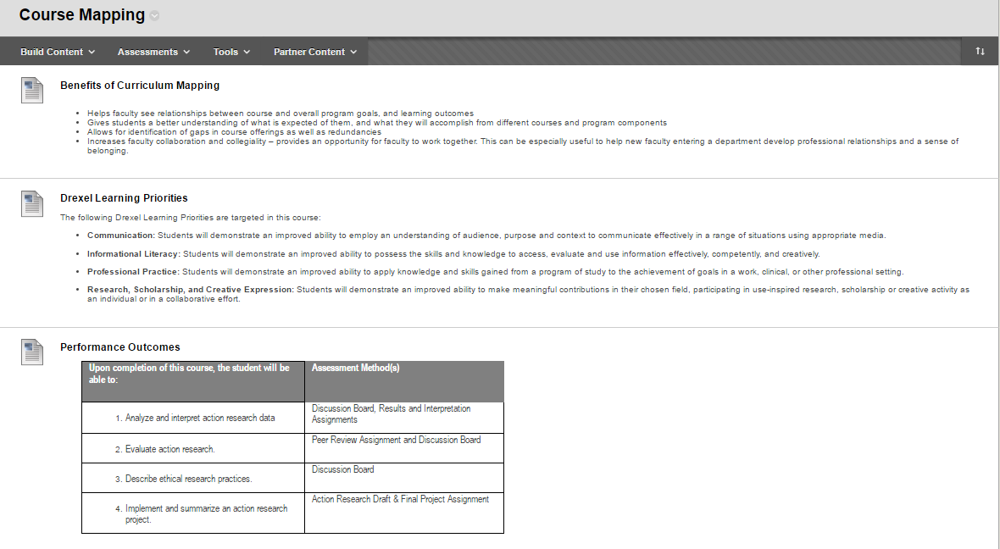 Course Mapping
Build Content
Assessments
Tools
Partner Content
Benefits of Curriculum Mapping
• Helps faculty see relationships between course and overall program goals, and learning outcomes
• Gives students a better understanding of what is expected of them, and what they will accomplish from different courses and program components
• Allows for identification of gaps in course offerings as well as redundancies
• Increases faculty collaboration and collegiality – provides an opportunity for faculty to work together. This can be especially useful to help new faculty entering a department develop professional relationships and a sense of
belonging.
Drexel Learning Priorities
The following Drexel Learning Priorities are targeted in this course:
• Communication: Students will demonstrate an improved ability to employ an understanding of audience, purpose and context to communicate effectively in a range of situations using appropriate media.
• Informational Literacy: Students will demonstrate an improved ability to possess the skills and knowledge to access, evaluate and use information effectively, competently, and creatively.
• Professional Practice: Students will demonstrate an improved ability to apply knowledge and skills gained from a program of study to the achievement of goals in a work, clinical, or other professional setting.
• Research, Scholarship, and Creative Expression: Students will demonstrate an improved ability to make meaningful contributions in their chosen field, participating in use-inspired research, scholarship or creative activity as
an individual or in a collaborative effort.
Performance Outcomes
Upon completion of this course, the student will be
able to:
Assessment Method(s)
1. Analyze and interpret action research data
Discussion Board, Results and Interpretation
Assignments
2. Evaluate action research.
Peer Review Assignment and Discussion Board
3. Describe ethical research practices.
Discussion Board
4. Implement and summarize an action research
project.
Action Research Draft & Final Project Assignment